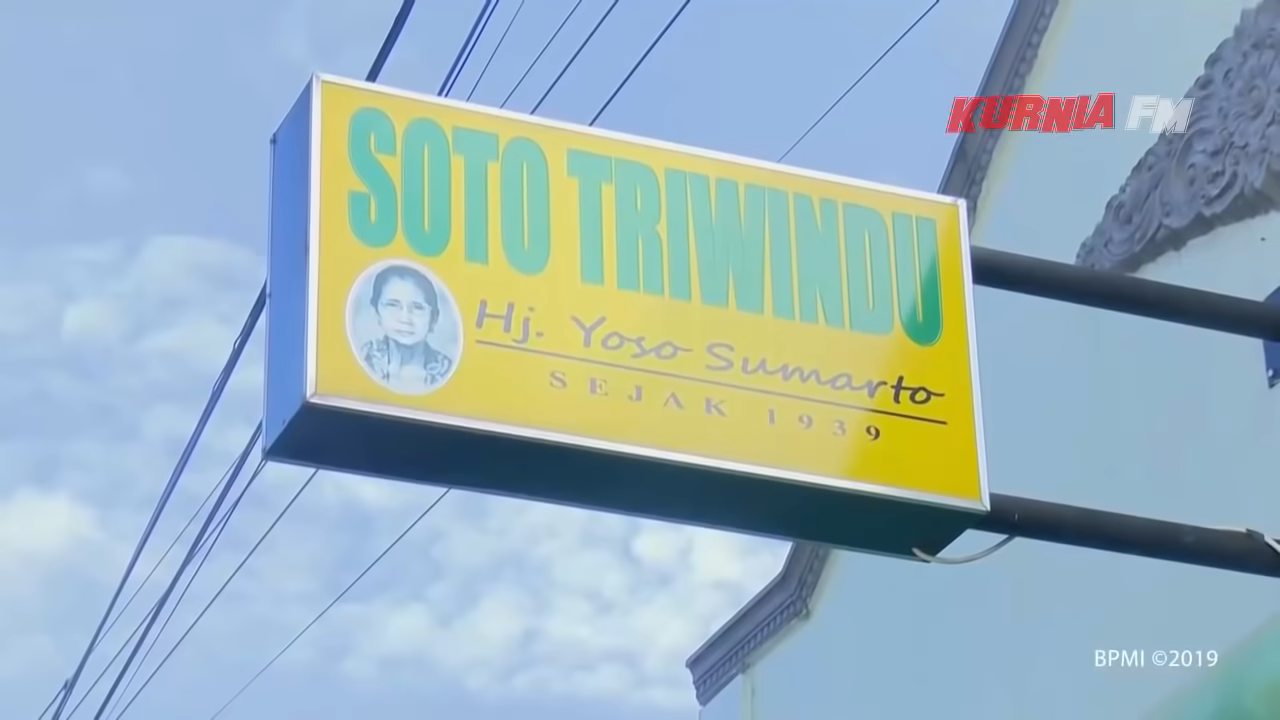 KURNIA FM
SOTO TRIWINDU
Hj. Yoso Sumarto
SEJAK 1939
BPMI ©2019